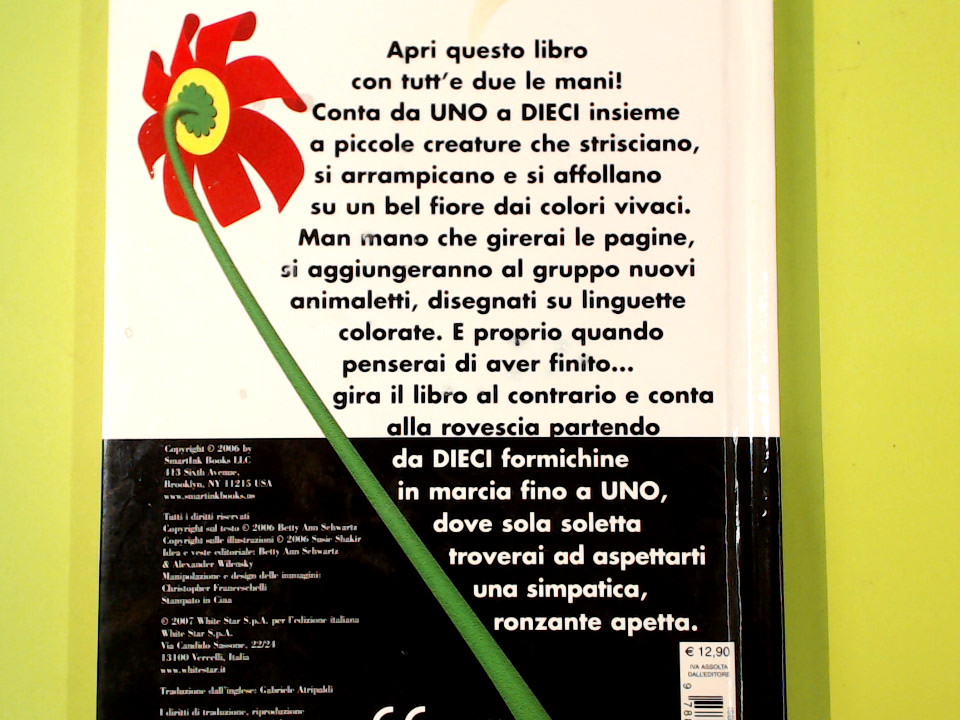 Apri questo libro
con tutt'e due le mani!
Conta da UNO a DIECI insieme
a piccole creature che strisciano,
si arrampicano e si affollano
su un bel fiore dai colori vivaci.
Man mano che girerai le pagine,
si aggiungeranno al gruppo nuovi
animaletti, disegnati su linguette
colorate. E proprio quando
penserai di aver finito...
gira il libro al contrario e conta
alla rovescia partendo
da DIECI formichine
in marcia fino a UNO,
dove sola soletta
troverai ad aspettarti
una simpatica,
ronzante apetta.
Copyright © 2006 by
SmartInk Books LLC
413 Sixth Avenue,
Brooklyn, NY 11215 USA
www.smartinkbooks.us
Tutti i diritti riservati
Copyright sul testo © 2006 Betty Ann Schwartz
Copyright sulle illustrazioni © 2006 Susie Shakir
Idea e veste editoriale: Betty Ann Schwartz
& Alexander Wilensky
Manipolazione e design delle immagini:
Christopher Franceschelli
Stampato in Cina
© 2007 White Star S.p.A. per l'edizione italiana
White Star S.p.A.
Via Candido Sassone, 22/24
13100 Vercelli, Italia
www.whitestar.it
Traduzione dall'inglese: Gabriele Atripaldi
I diritti di traduzione, riproduzione
€ 12,90
IVA ASSOLTA
DALL'EDITORE
9 78